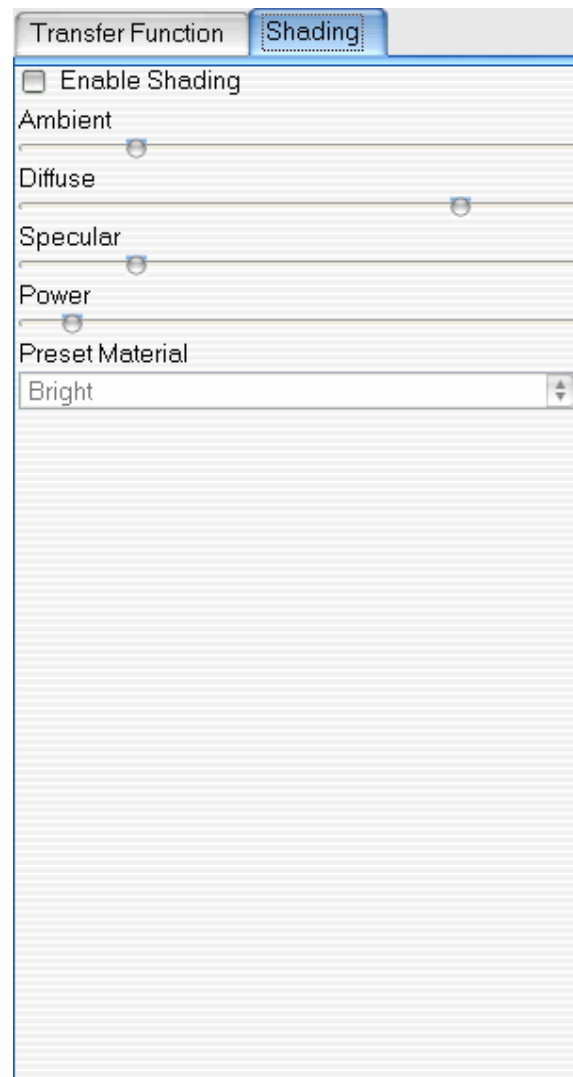 Transfer Function Shading
Enable Shading
Ambient
Diffuse
Specular
Power
Preset Material
Bright